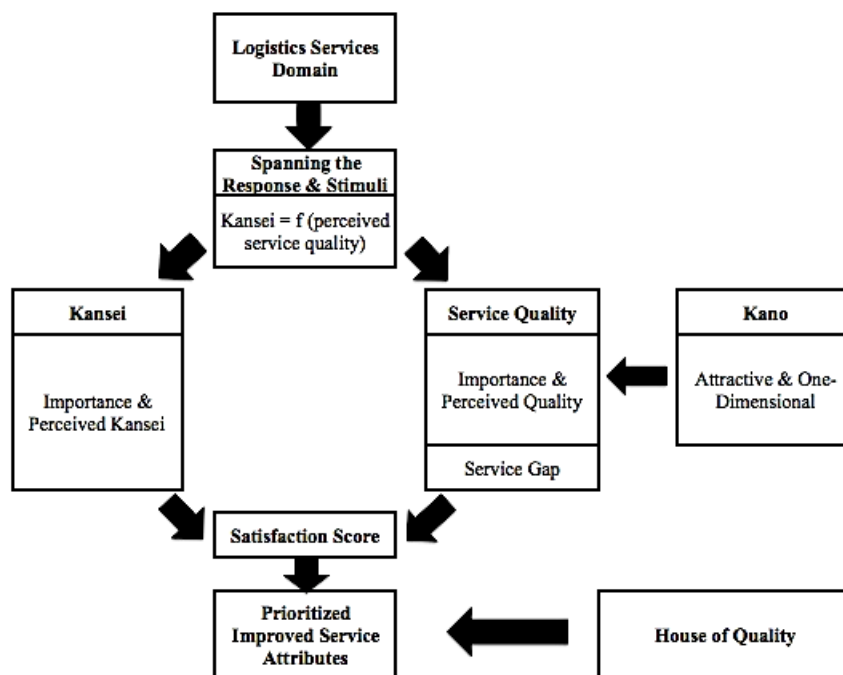 Logistics Services
Domain
Spanning the
Response & Stimuli
Kansei = f (perceived
service quality)
Kansei
Importance &
Perceived Kansei
Service Quality
Importance &
Perceived Quality
Service Gap
Kano
Attractive & One-
Dimensional
Satisfaction Score
Prioritized
Improved Service
Attributes
House of Quality